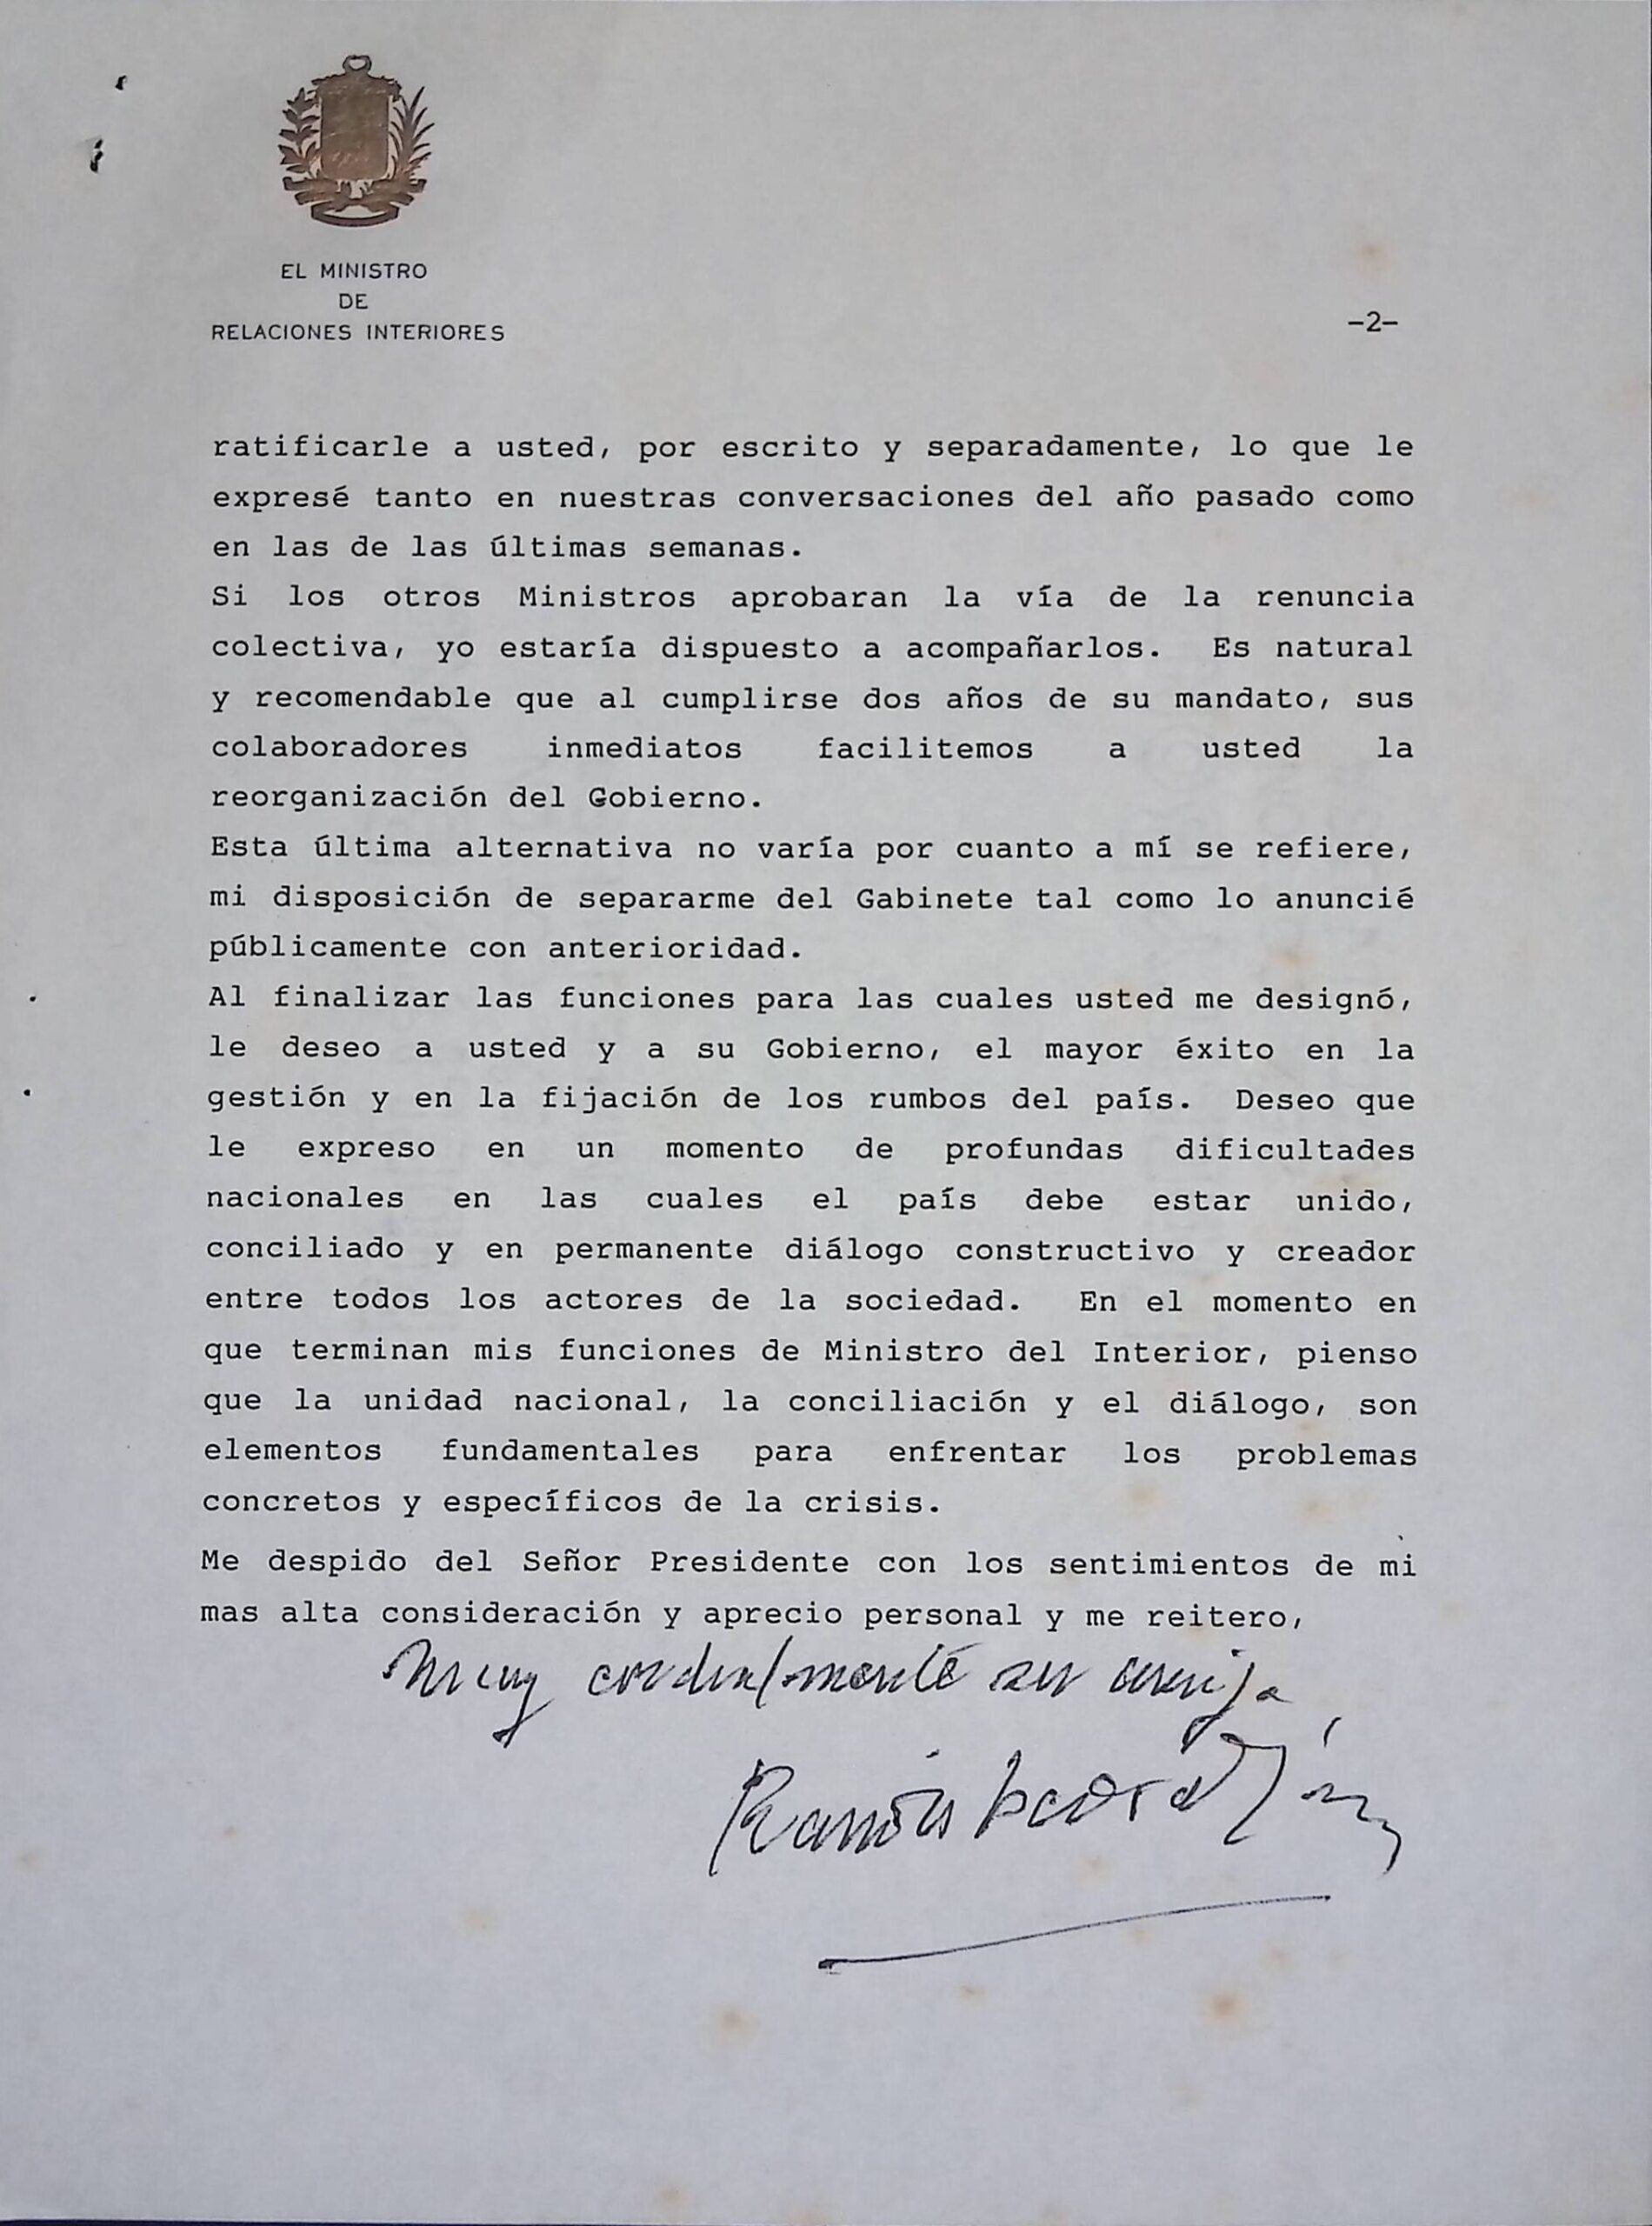 EL MINISTRO
DE
RELACIONES INTERIORES
-2-
ratificarle a usted, por escrito y separadamente, lo que le
expresé tanto en nuestras conversaciones del año pasado como
en las de las últimas semanas.
Si los otros Ministros aprobaran la vía de la renuncia
colectiva, yo estaría dispuesto a acompañarlos. Es natural
y recomendable que al cumplirse dos años de su mandato, sus
colaboradores inmediatos facilitemos a usted la
reorganización del Gobierno.
Esta última alternativa no varía por cuanto a mí se refiere,
mi disposición de separarme del Gabinete tal como lo anuncié
públicamente con anterioridad.
Al finalizar las funciones para las cuales usted me designó,
le deseo a usted y a su Gobierno, el mayor éxito en la
gestión y en la fijación de los rumbos del país. Deseo que
le expreso en un momento de profundas dificultades
nacionales en las cuales el país debe estar unido,
conciliado y en permanente diálogo constructivo y creador
entre todos los actores de la sociedad. En el momento en
que terminan mis funciones de Ministro del Interior, pienso
que la unidad nacional, la conciliación y el diálogo, son
elementos fundamentales para enfrentar los problemas
concretos y específicos de la crisis.
Me despido del Señor Presidente con los sentimientos de mi
mas alta consideración y aprecio personal y me reitero,
muy cordialmente su amigo
Ramón